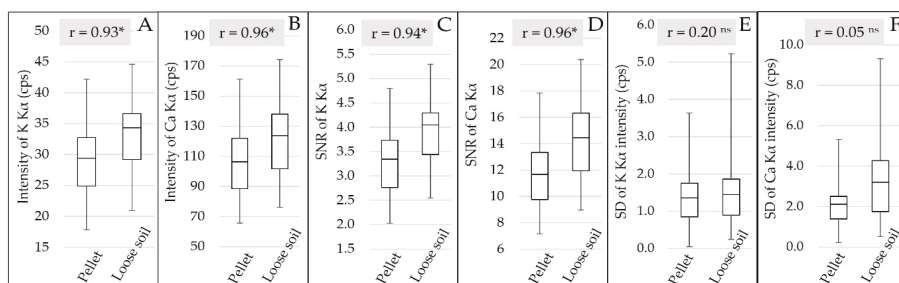 A
r = 0.93*
Intensity of K Kα (cps)
50
45
40
35
30
25
20
15
Pellet
Loose soil
B
r = 0.96*
Intensity of Ca Kα (cps)
190
170
150
130
110
90
70
50
Pellet
Loose soil
C
r = 0.94*
SNR of K Kα
6.0
5.5
5.0
4.5
4.0
3.5
3.0
2.5
2.0
1.5
Pellet
Loose soil
D
r = 0.96*
SNR of Ca Kα
22
20
18
16
14
12
10
8
6
Pellet
Loose soil
E
r = 0.20 ns
SD of K Kα intensity (cps)
6.0
5.0
4.0
3.0
2.0
1.0
0.0
Pellet
Loose soil
F
r = 0.05 ns
SD of Ca Kα intensity (cps)
10.0
8.0
6.0
4.0
2.0
0.0
Pellet
Loose soil